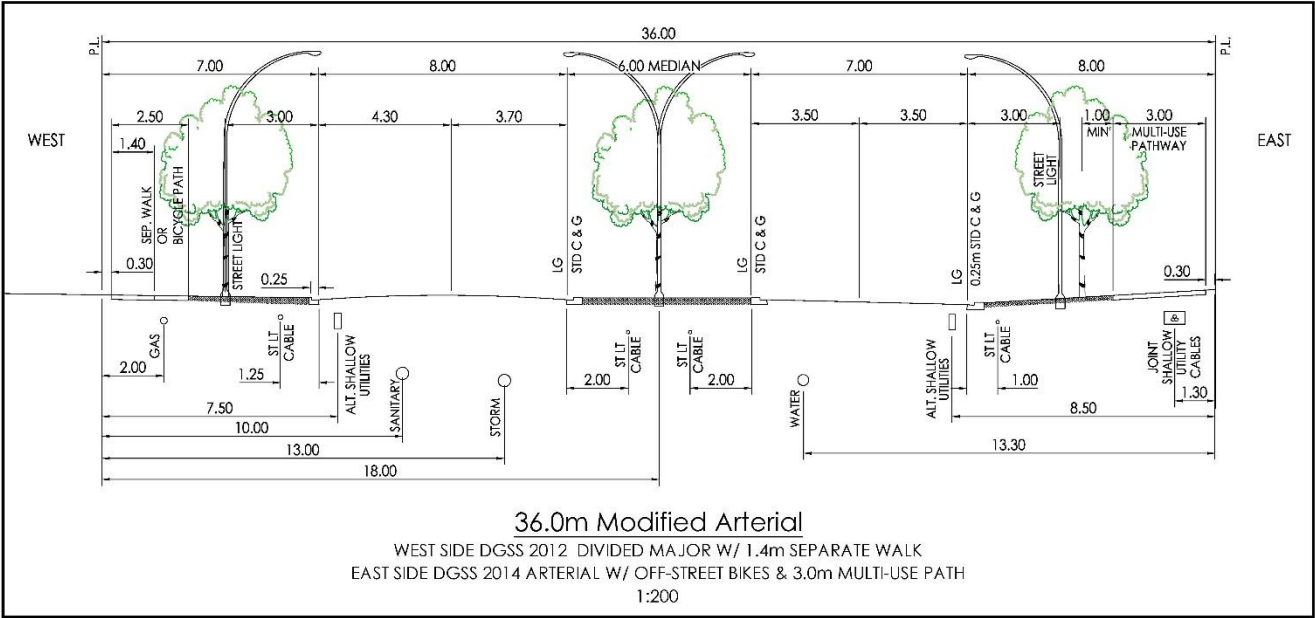 36.00
P.L.
P.L.
7.00
8.00
6.00 MEDIAN
7.00
8.00
2.50
3.00
4.30
3.70
3.50
3.50
3.00
1.00
MIN'
3.00
MULTI-USE
PATHWAY
WEST
EAST
1.40
SEP. WALK
OR
BICYCLE PATH
STREET LIGHT
STREET
LIGHT
0.30
0.25
LG
STD C & G
LG
STD C & G
LG
0.25m STD C & G
0.30
GAS
ST LT
CABLE
ALT. SHALLOW
UTILITIES
SANITARY
STORM
ST LT
CABLE
ST LT
CABLE
WATER
ALT. SHALLOW
UTILITIES
ST LT
CABLE
JOINT
SHALLOW
UTILITY
CABLES
2.00
1.25
2.00
2.00
1.00
1.30
7.50
8.50
10.00
13.00
13.30
18.00
36.0m Modified Arterial
WEST SIDE DGSS 2012 DIVIDED MAJOR W/ 1.4m SEPARATE WALK
EAST SIDE DGSS 2014 ARTERIAL W/ OFF-STREET BIKES & 3.0m MULTI-USE PATH
1:200